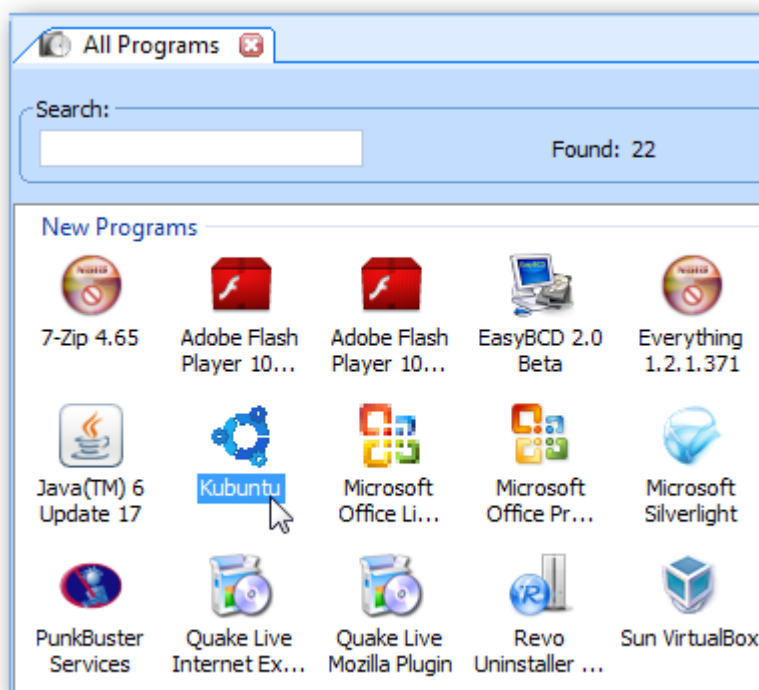 All Programs
Search:
Found: 22
New Programs
7-Zip 4.65
Adobe Flash
Player 10...
Adobe Flash
Player 10...
EasyBCD 2.0
Beta
Everything
1.2.1.371
Java(TM) 6
Update 17
Kubuntu
Microsoft
Office Li...
Microsoft
Office Pr...
Microsoft
Silverlight
PunkBuster
Services
Quake Live
Internet Ex...
Quake Live
Mozilla Plugin
Revo
Uninstaller ...
Sun VirtualBox